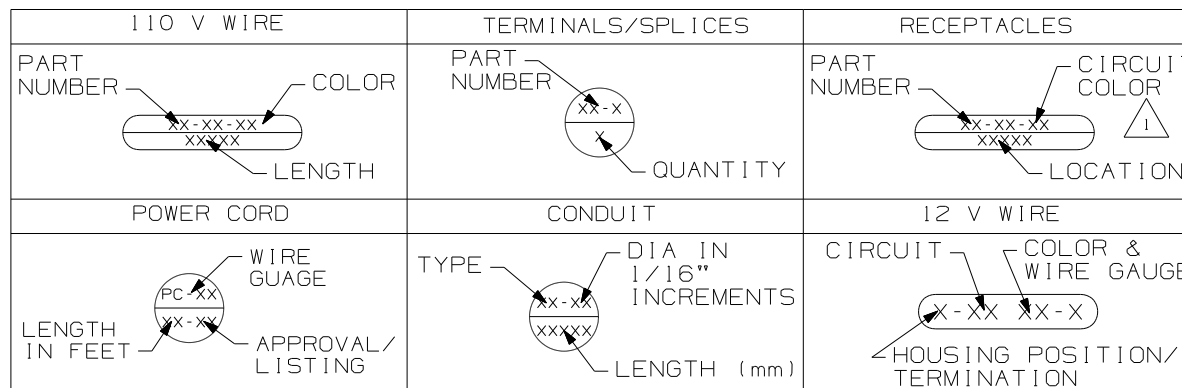 110 V WIRE
PART
NUMBER
COLOR
XX-XX-XX
XXXXX
LENGTH
TERMINALS/SPLICES
PART
NUMBER
XX-X
X
QUANTITY
RECEPTACLES
PART
NUMBER
CIRCUIT
COLOR
1
XX-XX-XX
XXXXX
LOCATION
POWER CORD
WIRE
GUAGE
PC-XX
XX-XX
LENGTH
IN FEET
APPROVAL/
LISTING
CONDUIT
TYPE
DIA IN
1/16"
INCREMENTS
XX-XX
XXXXX
LENGTH (mm)
12 V WIRE
CIRCUIT
COLOR &
WIRE GAUGE
X-XX XX-X
HOUSING POSITION/
TERMINATION